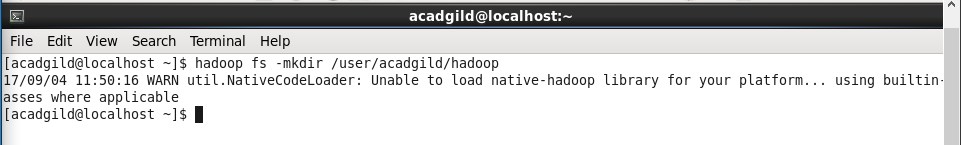 acadgild@localhost:~
File Edit View Search Terminal Help
[acadgild@localhost ~]$ hadoop fs -mkdir /user/acadgild/hadoop
17/09/04 11:50:16 WARN util.NativeCodeLoader: Unable to load native-hadoop library for your platform... using builtin-
asses where applicable
[acadgild@localhost ~]$